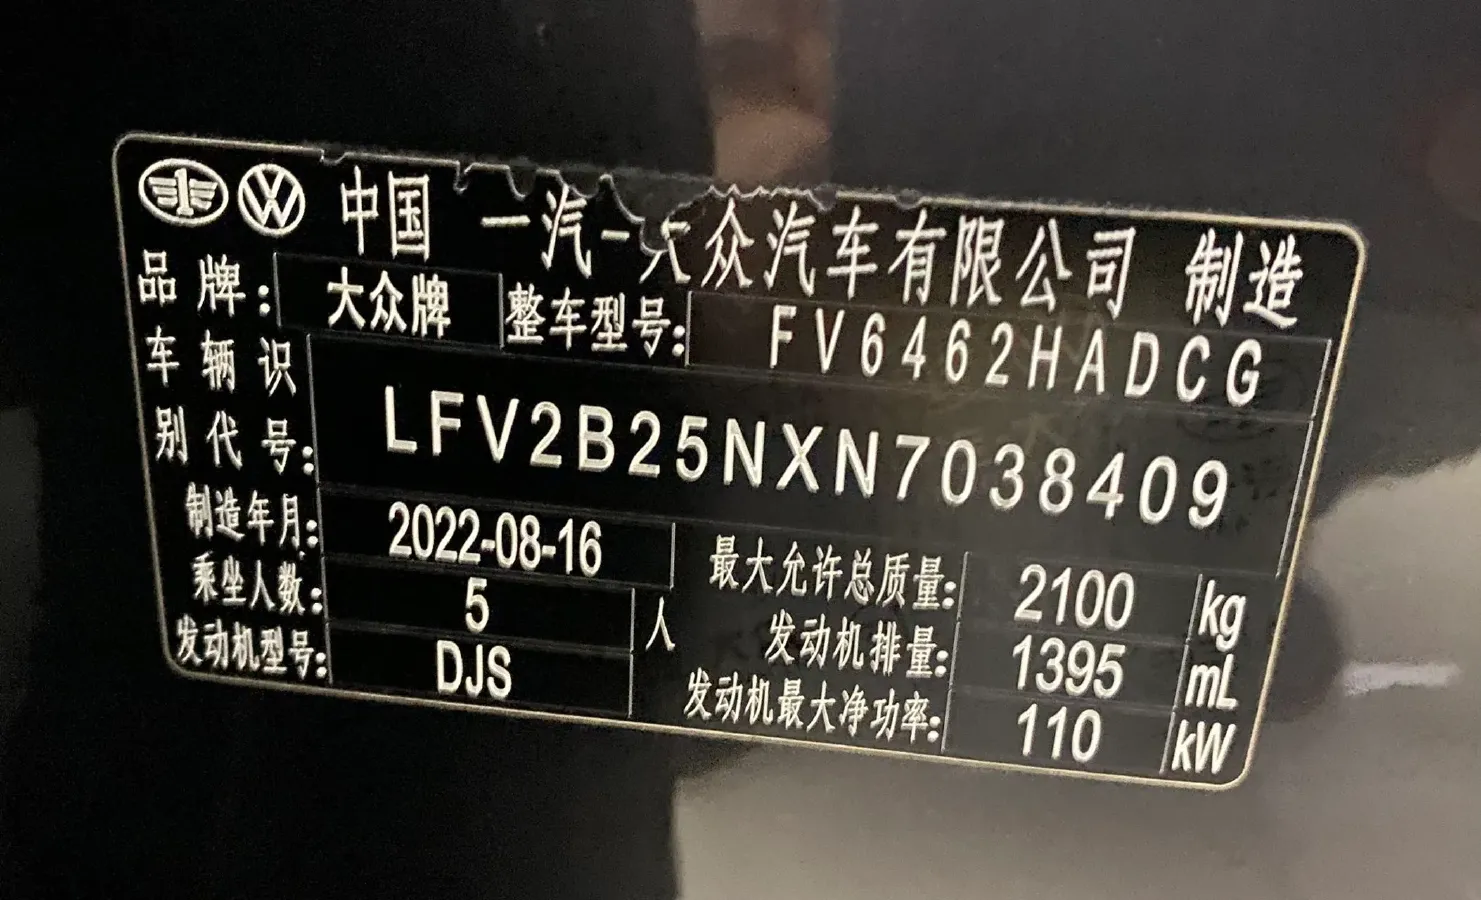 中国 一汽-大众汽车有限公司 制造
品牌: 大众牌 整车型号: FV6462HADCG
车辆识别代号: LFV2B25NXN7038409
制造年月: 2022-08-16 最大允许总质量: 2100 kg
乘坐人数: 5 人 发动机排量: 1395 mL
发动机型号: DJS 发动机最大净功率: 110 kW